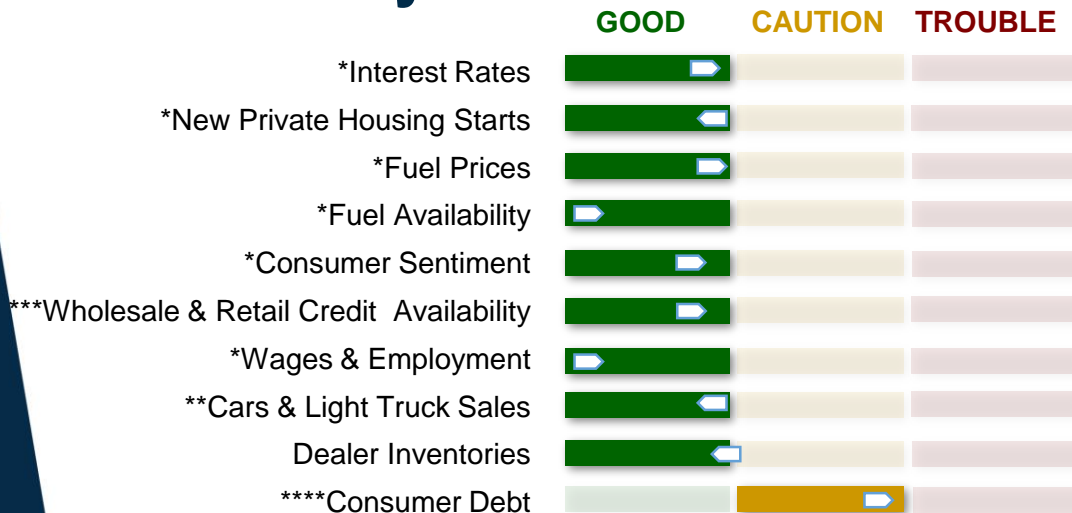 GOOD CAUTION TROUBLE
*Interest Rates
*New Private Housing Starts
*Fuel Prices
*Fuel Availability
*Consumer Sentiment
***Wholesale & Retail Credit Availability
*Wages & Employment
**Cars & Light Truck Sales
Dealer Inventories
****Consumer Debt